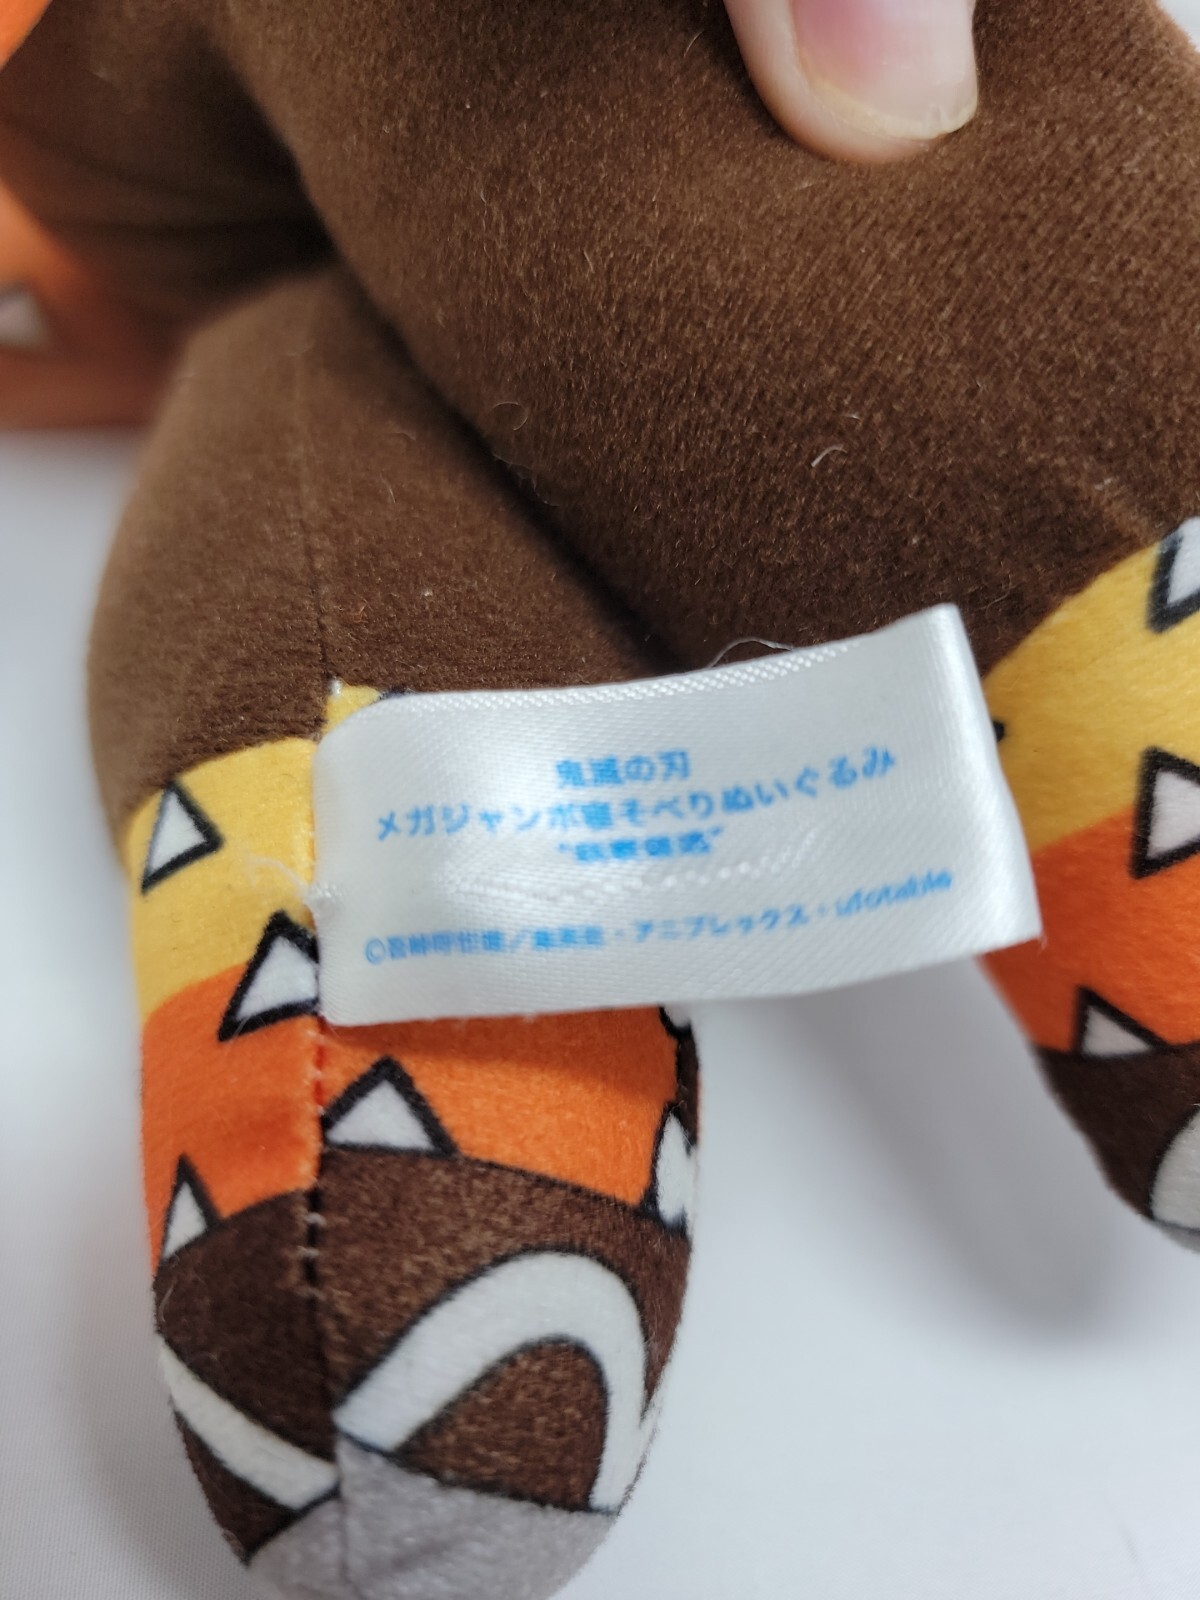 鬼滅の刃
メガジャンボ寝そべりぬいぐるみ
©吾峠呼世晴／集英社・アニプレックス・ufotable